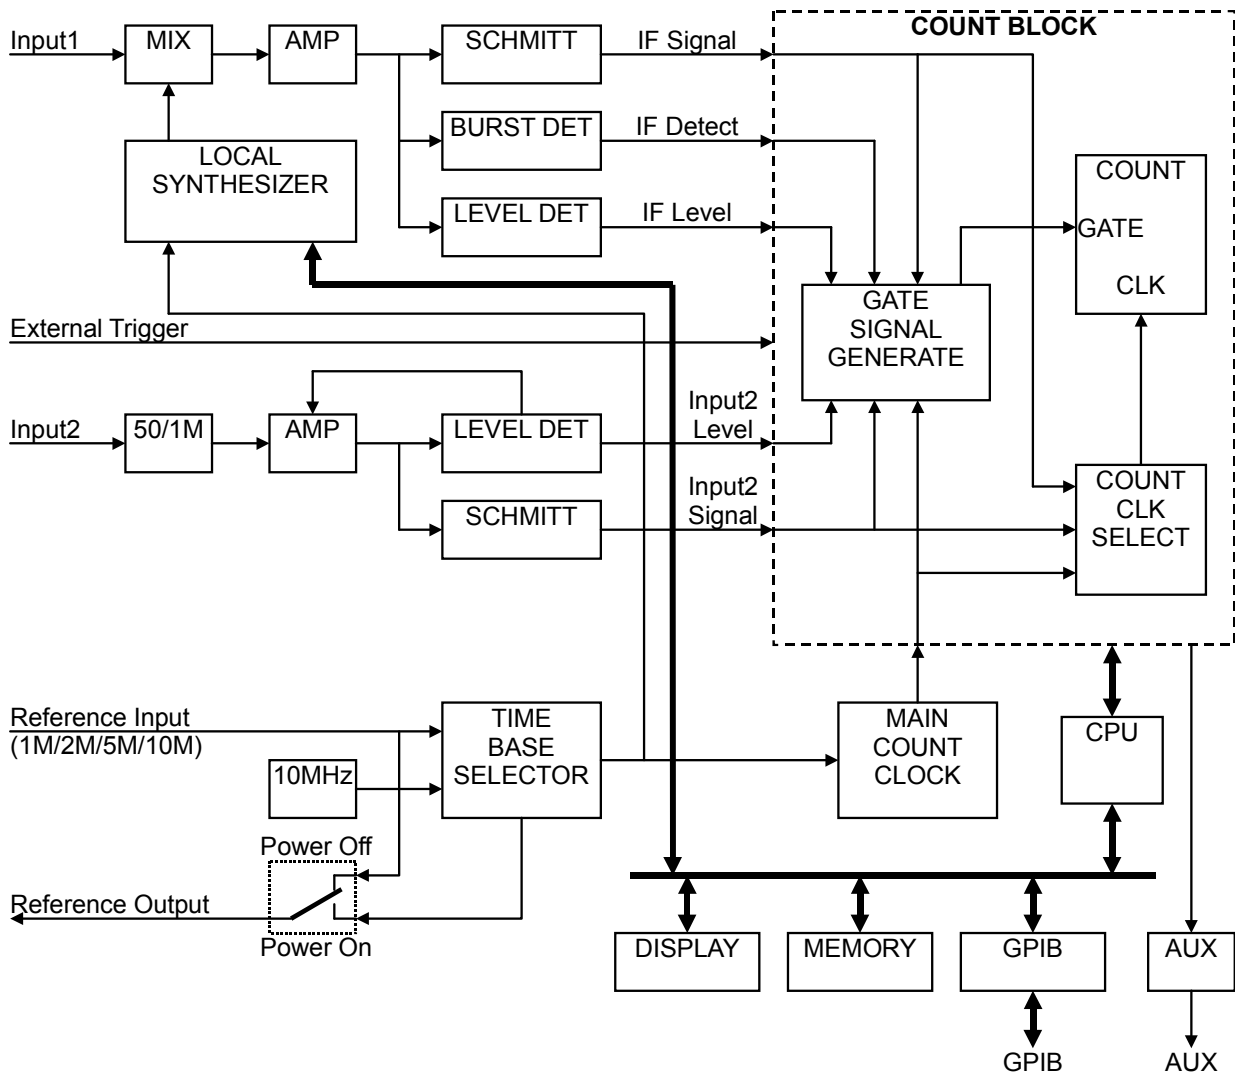 COUNT BLOCK
Input1
MIX
AMP
SCHMITT
IF Signal
BURST DET
IF Detect
LOCAL
SYNTHESIZER
LEVEL DET
IF Level
COUNT
GATE
CLK
GATE
SIGNAL
GENERATE
External Trigger
Input2
50/1M
AMP
LEVEL DET
Input2
Level
SCHMITT
Input2
Signal
COUNT
CLK
SELECT
Reference Input
(1M/2M/5M/10M)
10MHz
TIME
BASE
SELECTOR
MAIN
COUNT
CLOCK
CPU
Power Off
Reference Output
Power On
DISPLAY
MEMORY
GPIB
AUX
GPIB
AUX